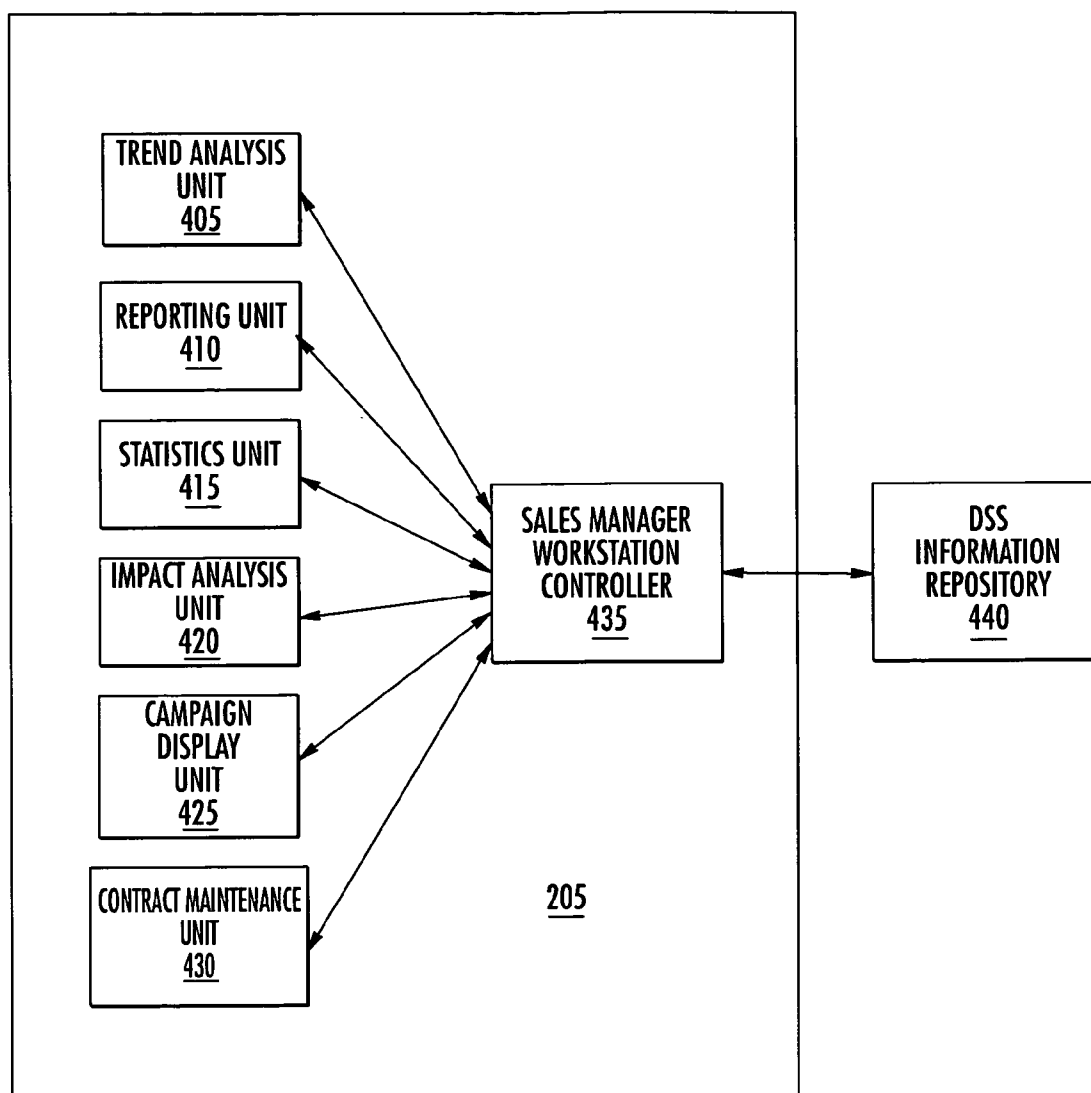 TREND ANALYSIS
UNIT
405
REPORTING UNIT
410
STATISTICS UNIT
415
IMPACT ANALYSIS
UNIT
420
CAMPAIGN
DISPLAY
UNIT
425
CONTRACT MAINTENANCE
UNIT
430
SALES MANAGER
WORKSTATION
CONTROLLER
435
DSS
INFORMATION
REPOSITORY
440
205